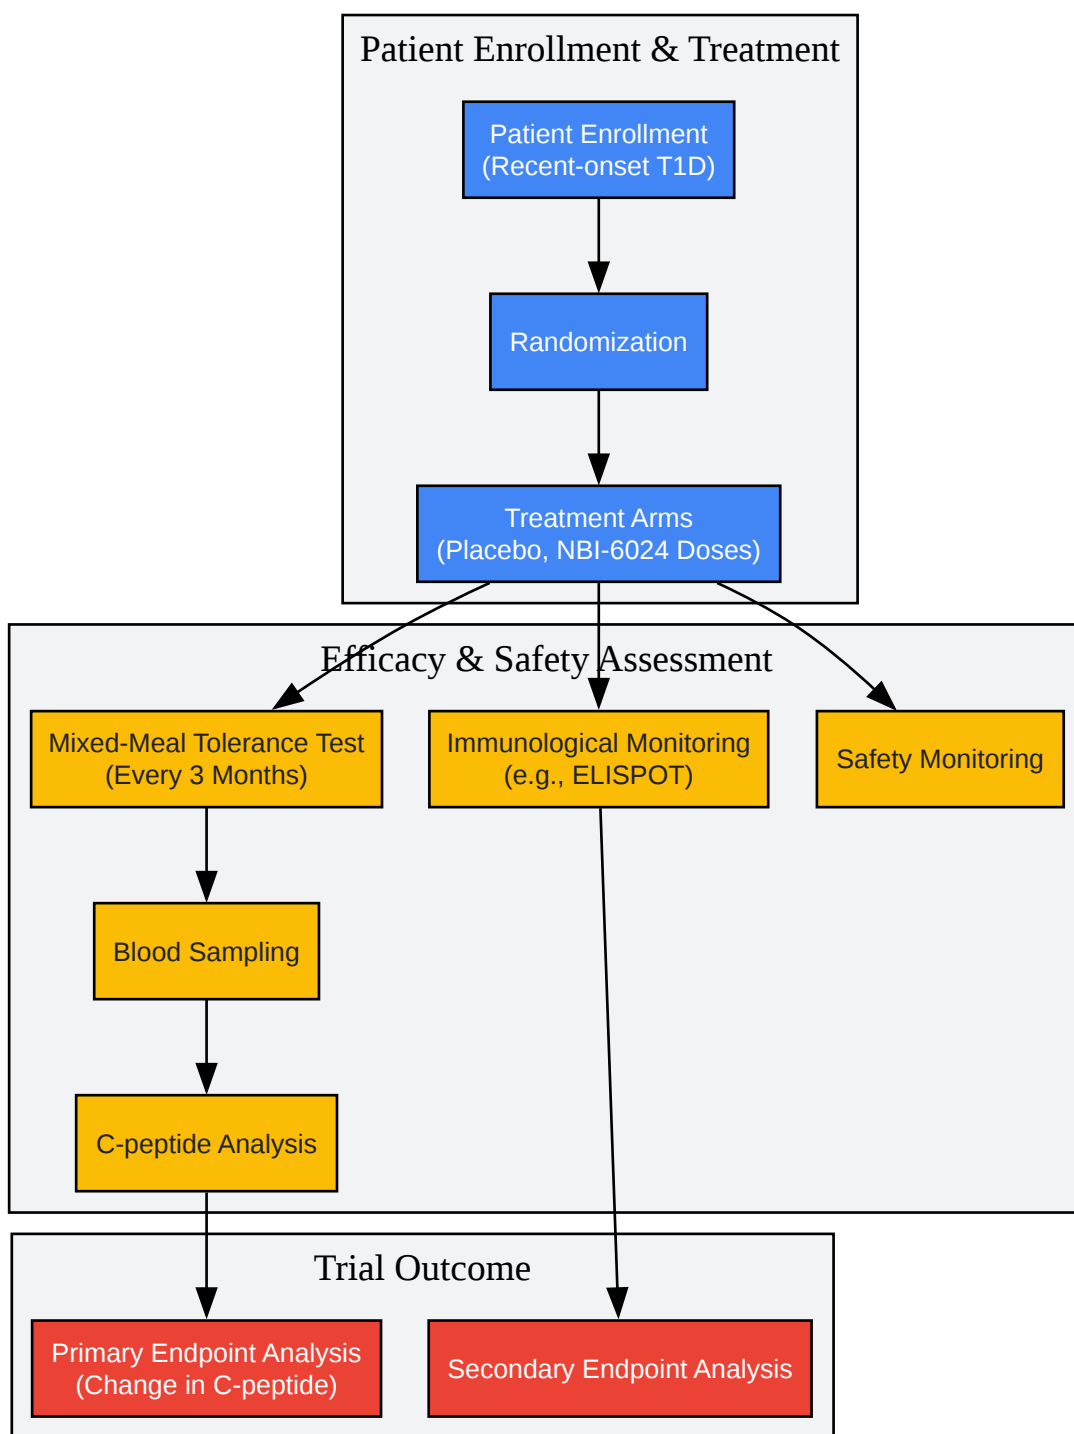 Patient Enrollment & Treatment
Patient Enrollment
(Recent-onset T1D)
Randomization
Treatment Arms
(Placebo, NBI-6024 Doses)
Efficacy & Safety Assessment
Mixed-Meal Tolerance Test
(Every 3 Months)
Immunological Monitoring
(e.g., ELISPOT)
Safety Monitoring
Blood Sampling
C-peptide Analysis
Trial Outcome
Primary Endpoint Analysis
(Change in C-peptide)
Secondary Endpoint Analysis